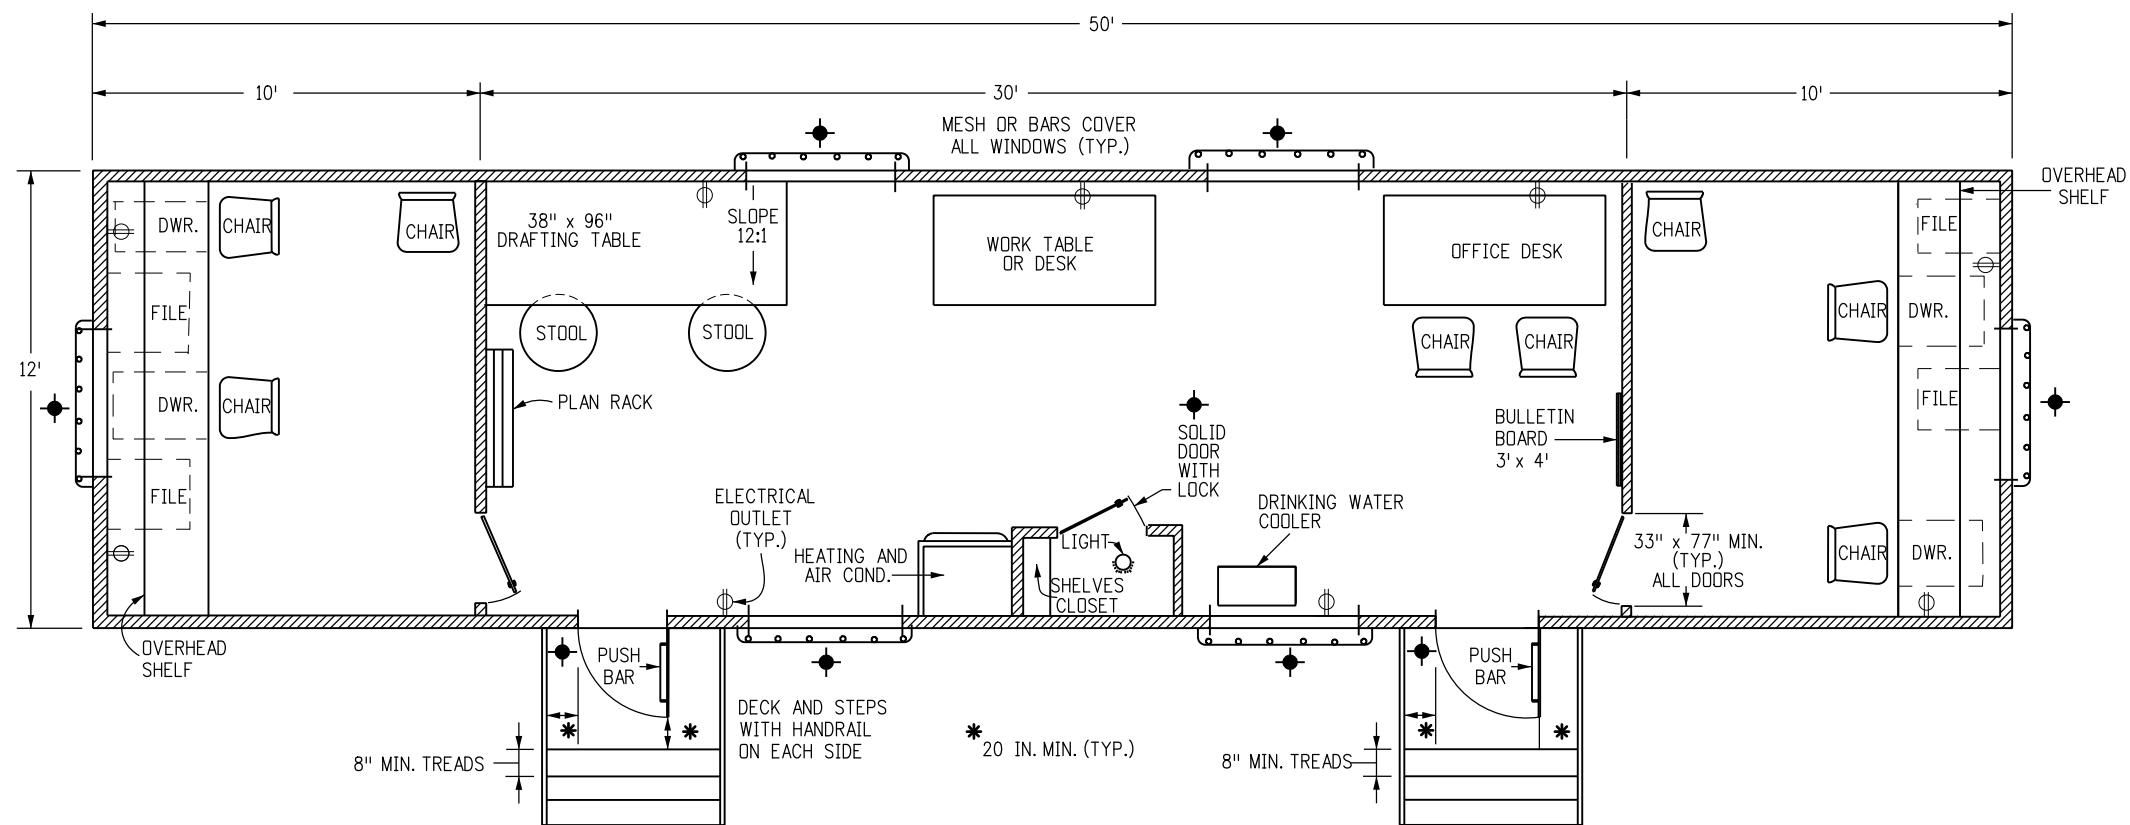 50'
10'
30'
10'
MESH OR BARS COVER
ALL WINDOWS (TYP.)
OVERHEAD
SHELF
12'
DWR.
CHAIR
CHAIR
38" x 96"
DRAFTING TABLE
SLOPE
12:1
WORK TABLE
OR DESK
OFFICE DESK
CHAIR
FILE
FILE
STOOL
STOOL
CHAIR
CHAIR
CHAIR
DWR.
DWR.
CHAIR
PLAN RACK
BULLETIN
BOARD
3' x 4'
FILE
SOLID
DOOR
WITH
LOCK
FILE
ELECTRICAL
OUTLET
(TYP.)
DRINKING WATER
COOLER
HEATING AND
AIR COND.
LIGHT
SHELVES
CLOSET
33" x 77" MIN.
(TYP.)
ALL DOORS
CHAIR
DWR.
OVERHEAD
SHELF
PUSH
BAR
PUSH
BAR
DECK AND STEPS
WITH HANDRAIL
ON EACH SIDE
* *
* 20 IN. MIN. (TYP.)
* *
8" MIN. TREADS
8" MIN. TREADS